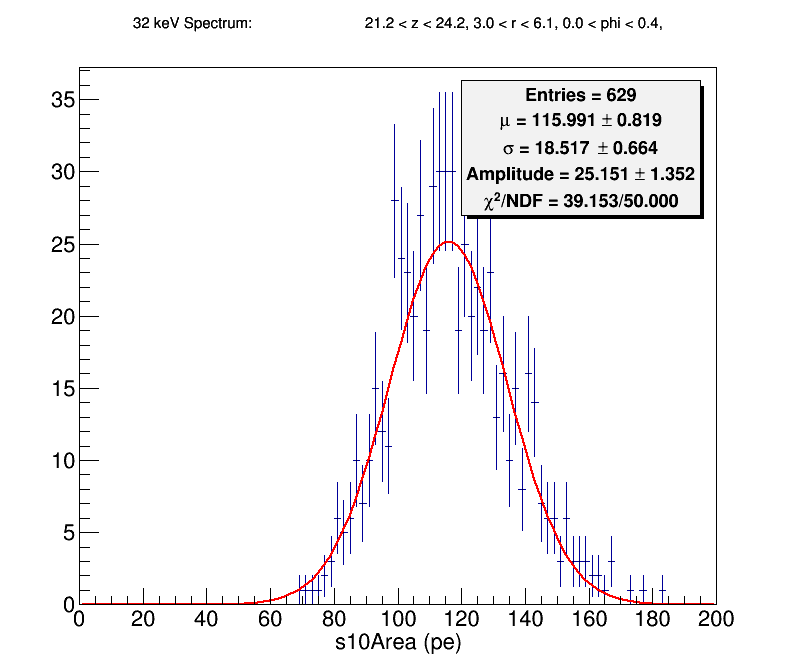 32 keV Spectrum: 21.2 < z < 24.2, 3.0 < r < 6.1, 0.0 < phi < 0.4,
Entries = 629
μ = 115.991 ± 0.819
σ = 18.517 ± 0.664
Amplitude = 25.151 ± 1.352
χ²/NDF = 39.153/50.000
35
30
25
20
15
10
5
0
0 20 40 60 80 100 120 140 160 180 200
s10Area (pe)